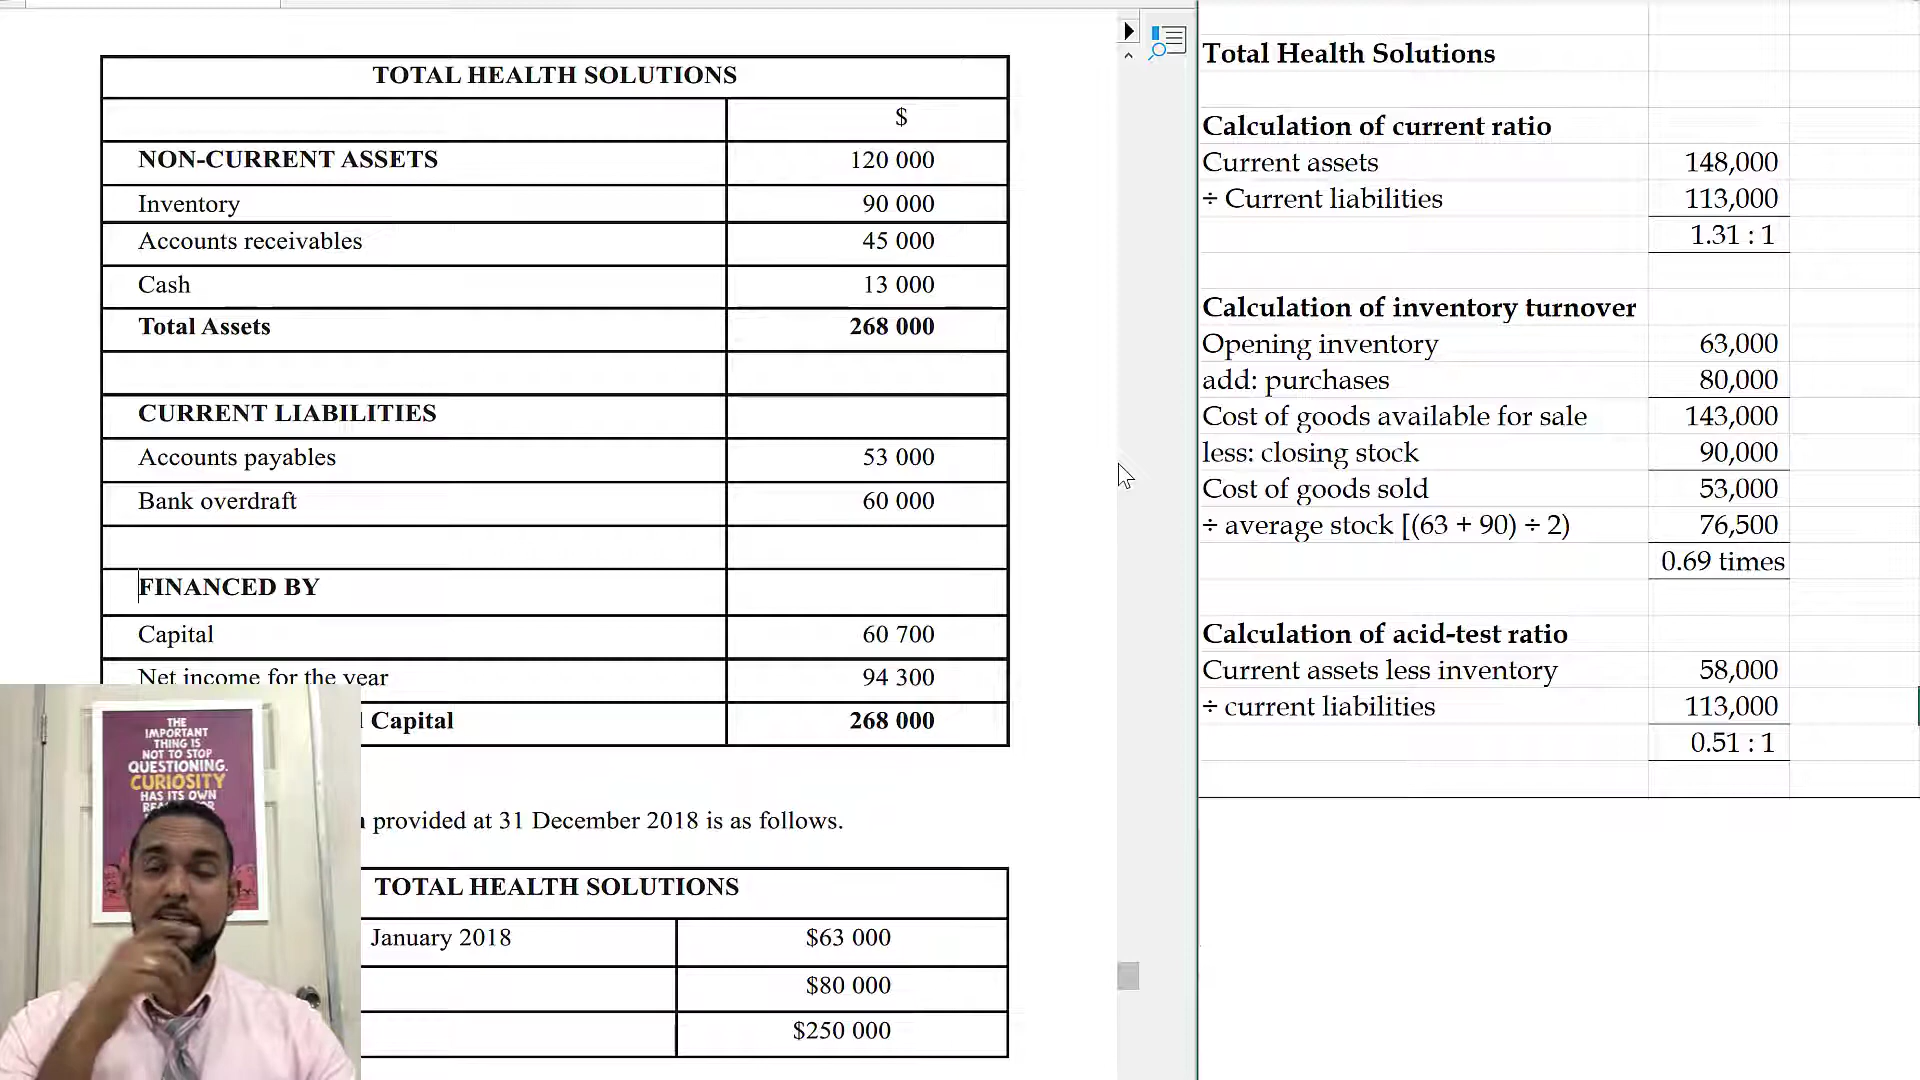 TOTAL HEALTH SOLUTIONS
$
NON-CURRENT ASSETS 120 000
Inventory 90 000
Accounts receivables 45 000
Cash 13 000
Total Assets 268 000
CURRENT LIABILITIES
Accounts payables 53 000
Bank overdraft 60 000
FINANCED BY
Capital 60 700
Net income for the year 94 300
Capital 268 000
provided at 31 December 2018 is as follows.
TOTAL HEALTH SOLUTIONS
January 2018 $63 000
$80 000
$250 000
THE
IMPORTANT
THING IS
NOT TO STOP
QUESTIONING.
CURIOSITY
HAS ITS OWN
Total Health Solutions
Calculation of current ratio
Current assets 148,000
÷ Current liabilities 113,000
1.31 : 1
Calculation of inventory turnover
Opening inventory 63,000
add: purchases 80,000
Cost of goods available for sale 143,000
less: closing stock 90,000
Cost of goods sold 53,000
÷ average stock [(63 + 90) ÷ 2) 76,500
0.69 times
Calculation of acid-test ratio
Current assets less inventory 58,000
÷ current liabilities 113,000
0.51 : 1